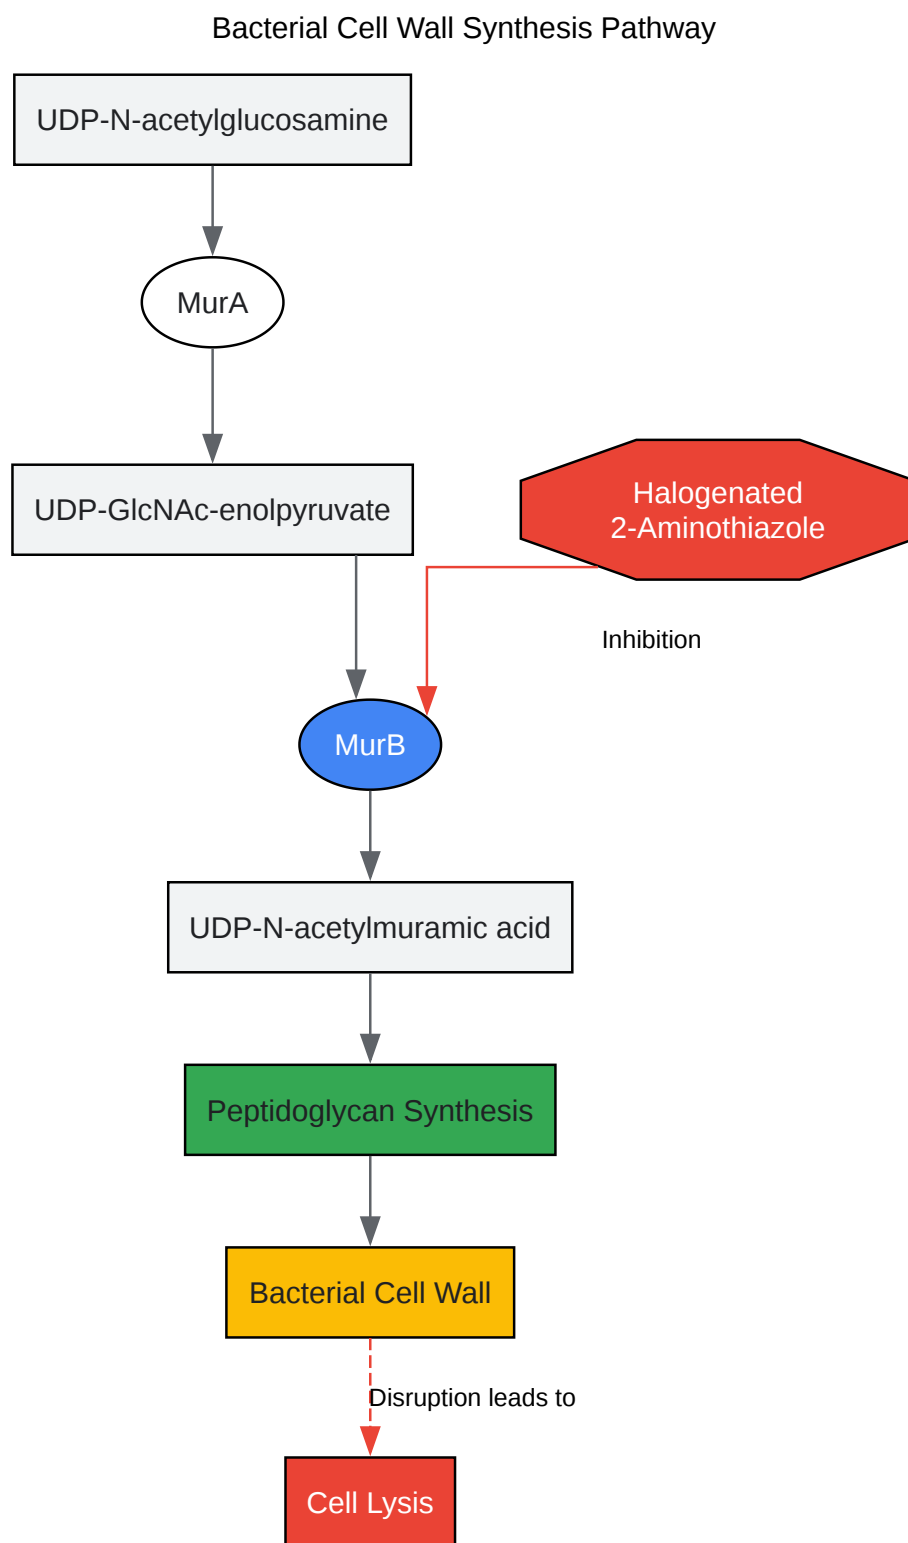 Bacterial Cell Wall Synthesis Pathway
UDP-N-acetylglucosamine
MurA
UDP-GlcNAc-enolpyruvate
Halogenated
2-Aminothiazole
Inhibition
MurB
UDP-N-acetylmuramic acid
Peptidoglycan Synthesis
Bacterial Cell Wall
Disruption leads to
Cell Lysis